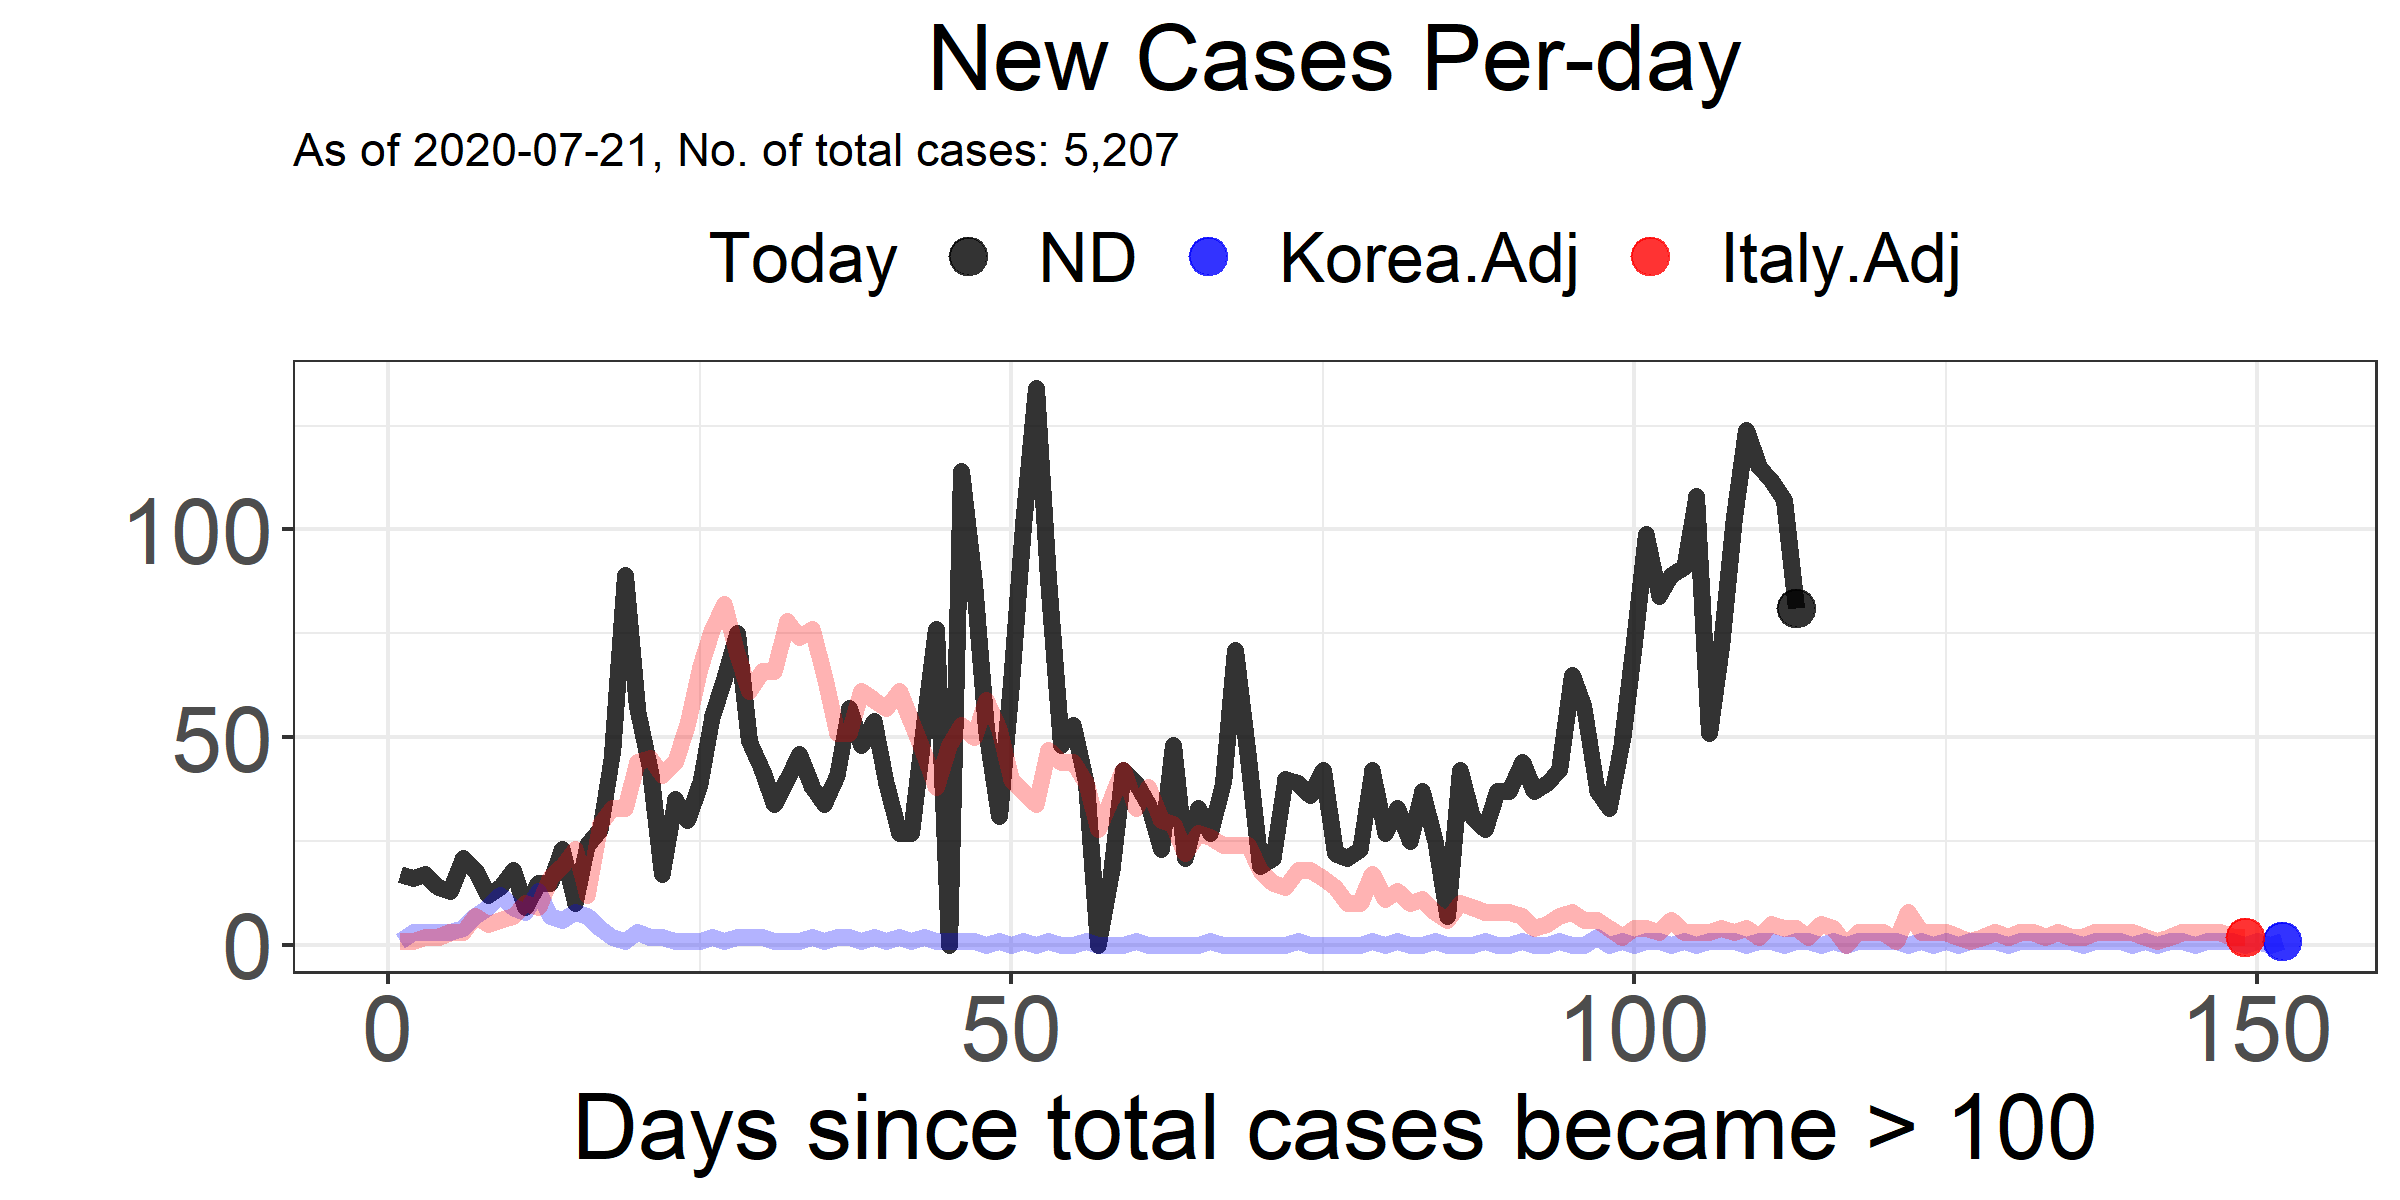 New Cases Per-day
As of 2020-07-21, No. of total cases: 5,207
Today ND Korea.Adj Italy.Adj
100
50
0
0 50 100 150
Days since total cases became > 100